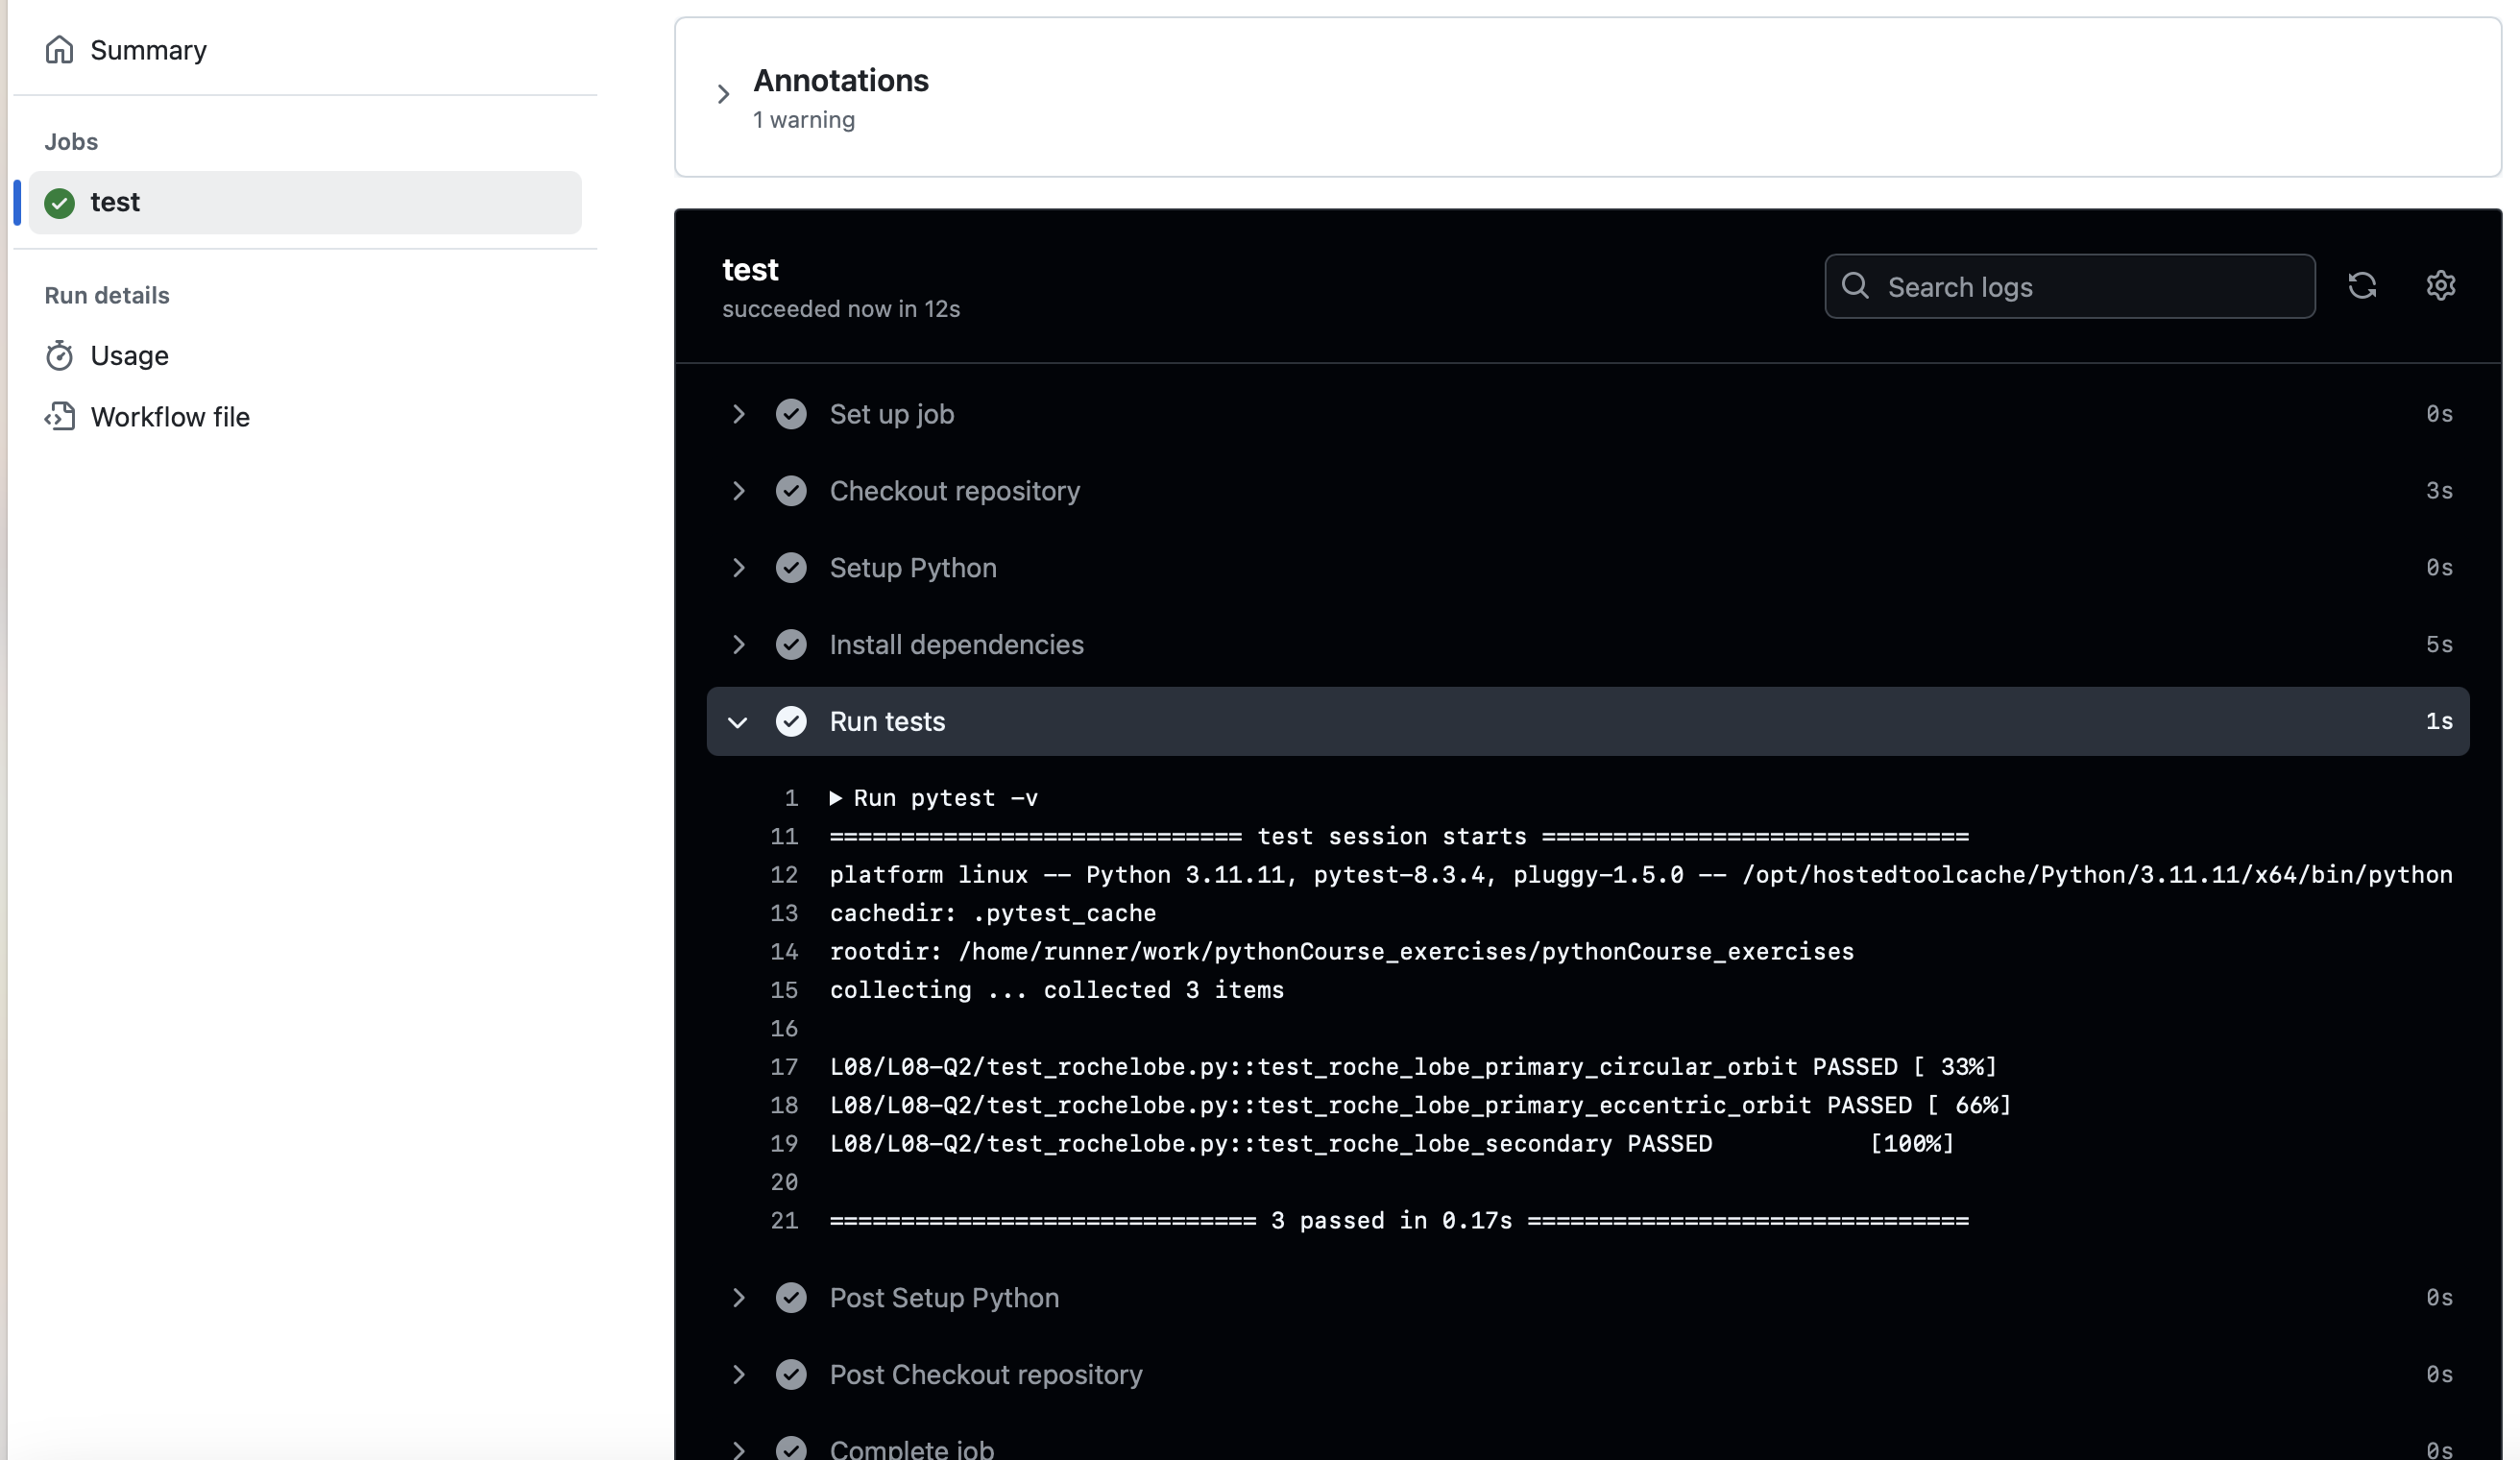 Summary
Jobs
test
Run details
Usage
Workflow file
Annotations
1 warning
test
succeeded now in 12s
Search logs
Set up job 0s
Checkout repository 3s
Setup Python 0s
Install dependencies 5s
Run tests 1s
1 ▶ Run pytest -v
11 ============================= test session starts ==============================
12 platform linux -- Python 3.11.11, pytest-8.3.4, pluggy-1.5.0 -- /opt/hostedtoolcache/Python/3.11.11/x64/bin/python
13 cachedir: .pytest_cache
14 rootdir: /home/runner/work/pythonCourse_exercises/pythonCourse_exercises
15 collecting ... collected 3 items
16
17 L08/L08-Q2/test_rochelobe.py::test_roche_lobe_primary_circular_orbit PASSED [ 33%]
18 L08/L08-Q2/test_rochelobe.py::test_roche_lobe_primary_eccentric_orbit PASSED [ 66%]
19 L08/L08-Q2/test_rochelobe.py::test_roche_lobe_secondary PASSED           [100%]
20
21 ============================== 3 passed in 0.17s ===============================
Post Setup Python 0s
Post Checkout repository 0s
Complete job 0s